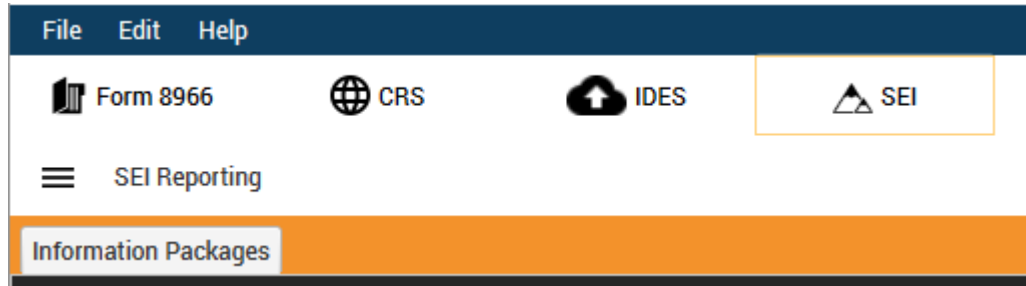 File Edit Help
Form 8966 CRS IDES SEI
SEI Reporting
Information Packages